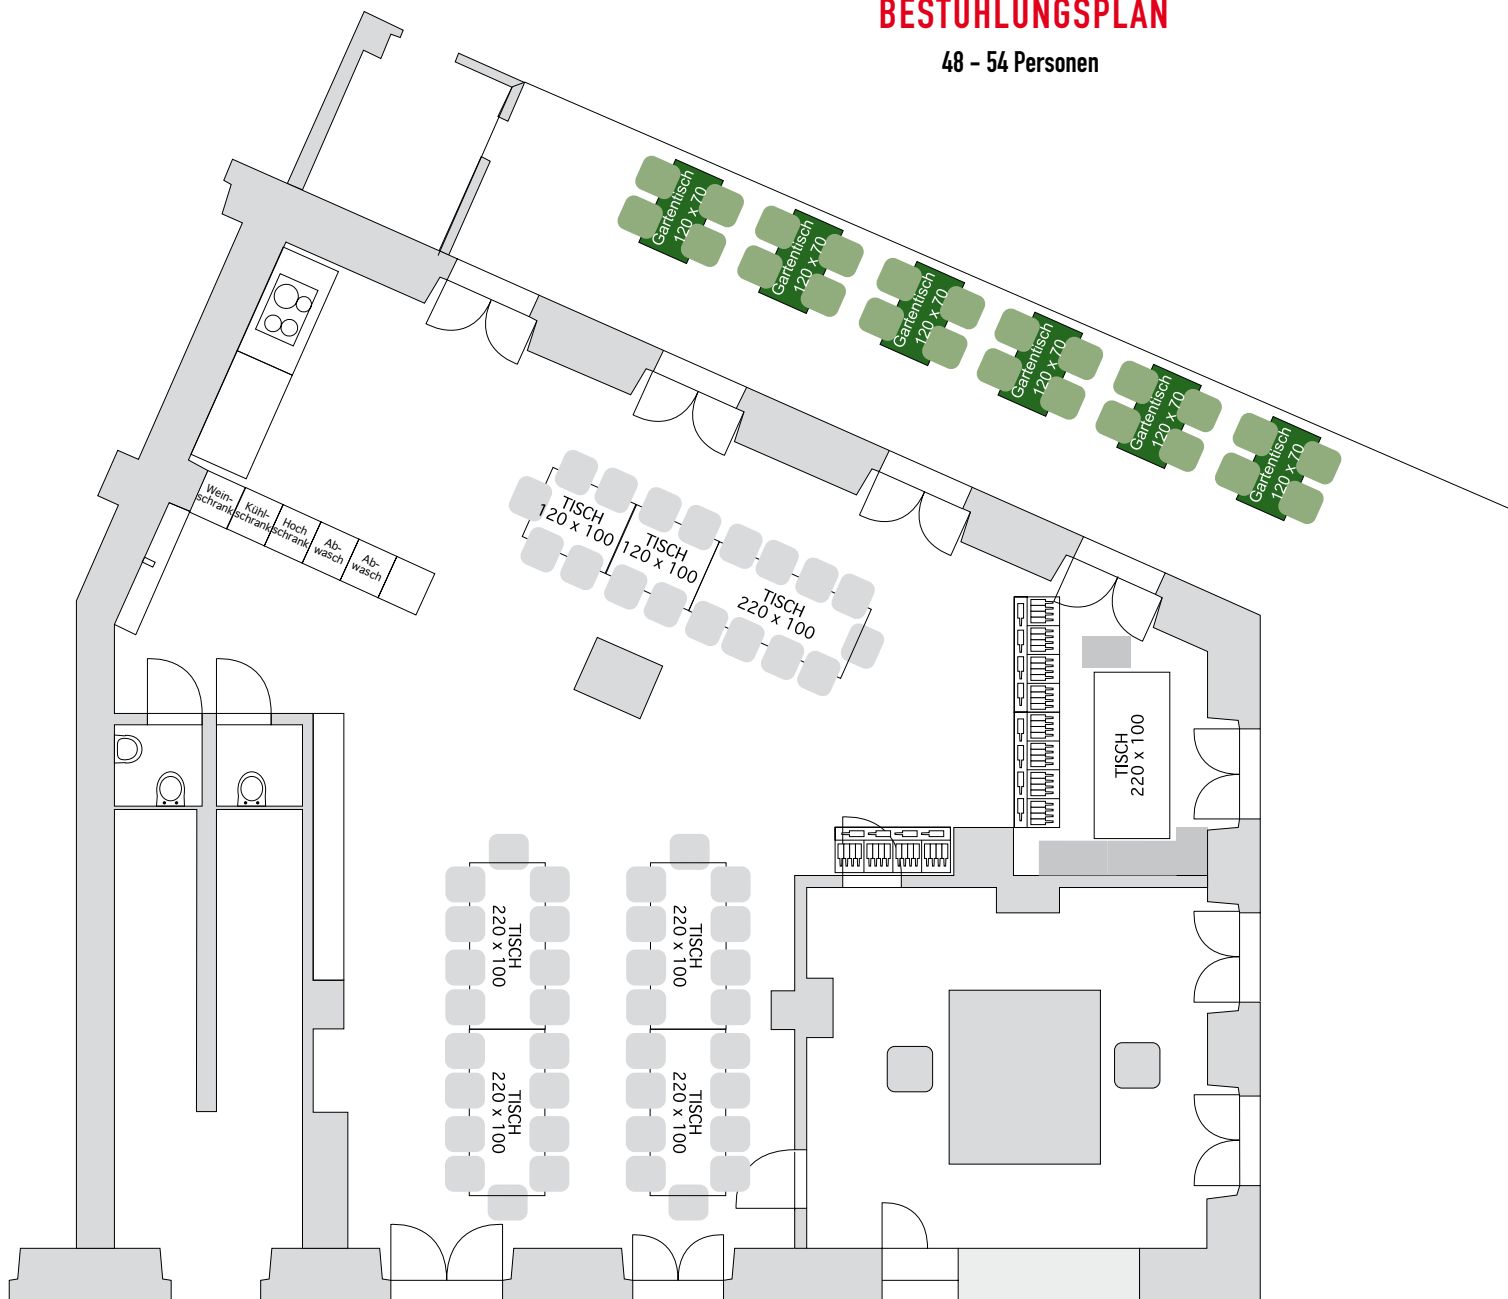 BESTUHLUNGSPLAN
48 – 54 Personen
Gartentisch
120 x 70
Gartentisch
120 x 70
Gartentisch
120 x 70
Gartentisch
120 x 70
Gartentisch
120 x 70
Gartentisch
120 x 70
Wein-
schrank
Kühl-
schrank
Hoch
schrank
Ab-
wasch
Ab-
wasch
TISCH
120 x 100
TISCH
120 x 100
TISCH
220 x 100
TISCH
220 x 100
TISCH
220 x 100
TISCH
220 x 100
TISCH
220 x 100
TISCH
220 x 100